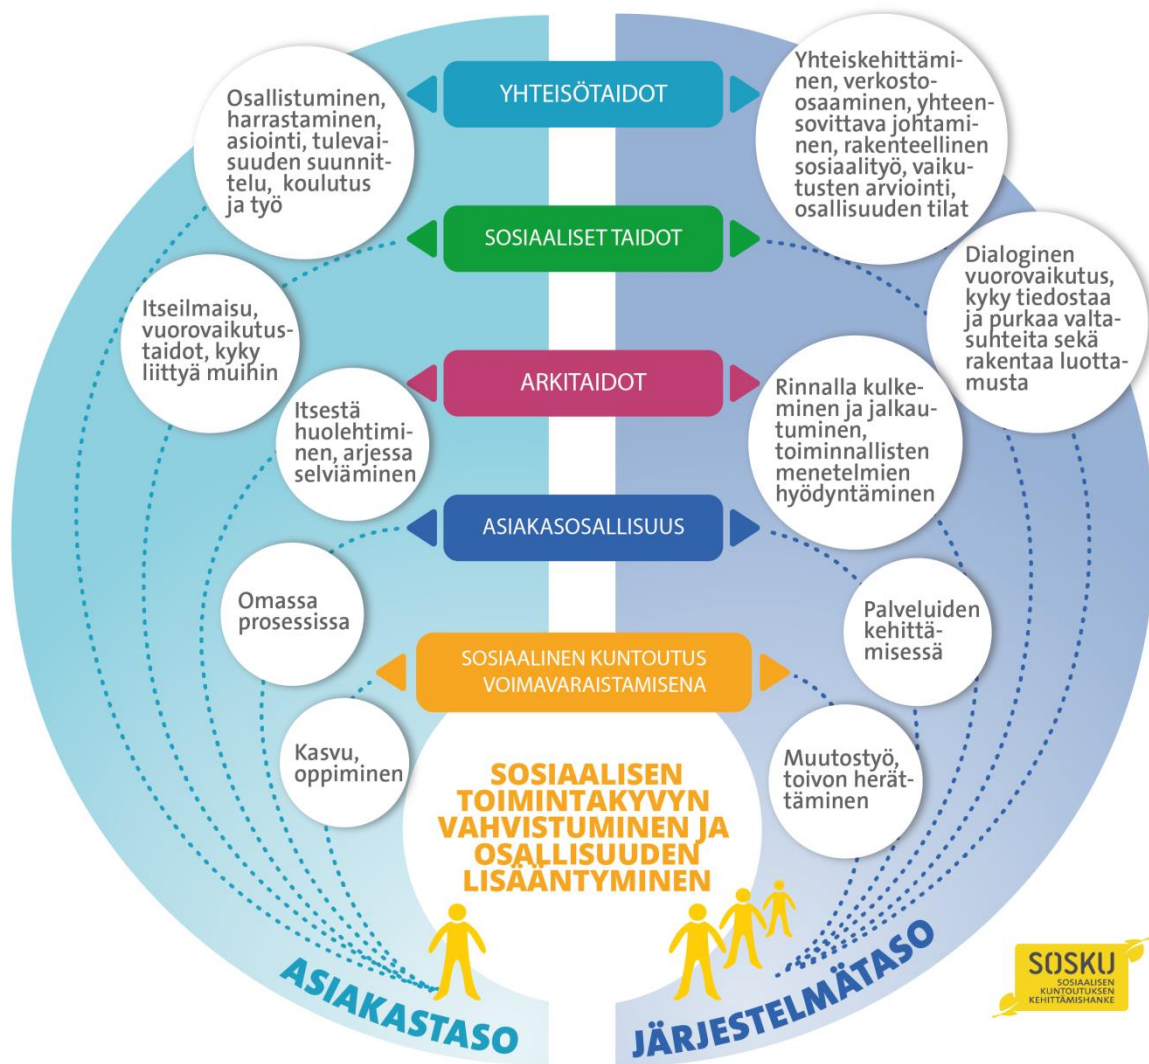 YHTEISÖTAIDOT
Osallistuminen,
harrastaminen,
asiointi, tulevai-
suuden suunnit-
telu, koulutus
ja työ
Yhteiskehittämi-
nen, verkosto-
osaaminen, yhteen-
sovittava johtami-
nen, rakenteellinen
sosiaalityö, vaiku-
tusten arviointi,
osallisuuden tilat
SOSIAALISET TAIDOT
Itseilmaisu,
vuorovaikutus-
taidot, kyky
liittyä muihin
Dialoginen
vuorovaikutus,
kyky tiedostaa
ja purkaa valta-
suhteita sekä
rakentaa luotta-
musta
ARKITAIDOT
Itsestä
huolehtimi-
nen, arjessa
selviäminen
Rinnalla kulke-
minen ja jalkau-
tuminen,
toiminnallisten
menetelmien
hyödyntäminen
ASIAKASOSALLISUUS
Omassa
prosessissa
Palveluiden
kehittä-
misessä
SOSIAALINEN KUNTOUTUS
VOIMAVARAISTAMISENA
Kasvu,
oppiminen
Muutostyö,
toivon herät-
täminen
SOSIAALISEN
TOIMINTAKYVYN
VAHVISTUMINEN JA
OSALLISUUDEN
LISÄÄNTYMINEN
ASIAKASTASO
JÄRJESTELMÄTASO
SOSKU
SOSIAALISEN
KUNTOUTUKSEN
KEHITTÄMISHANKE